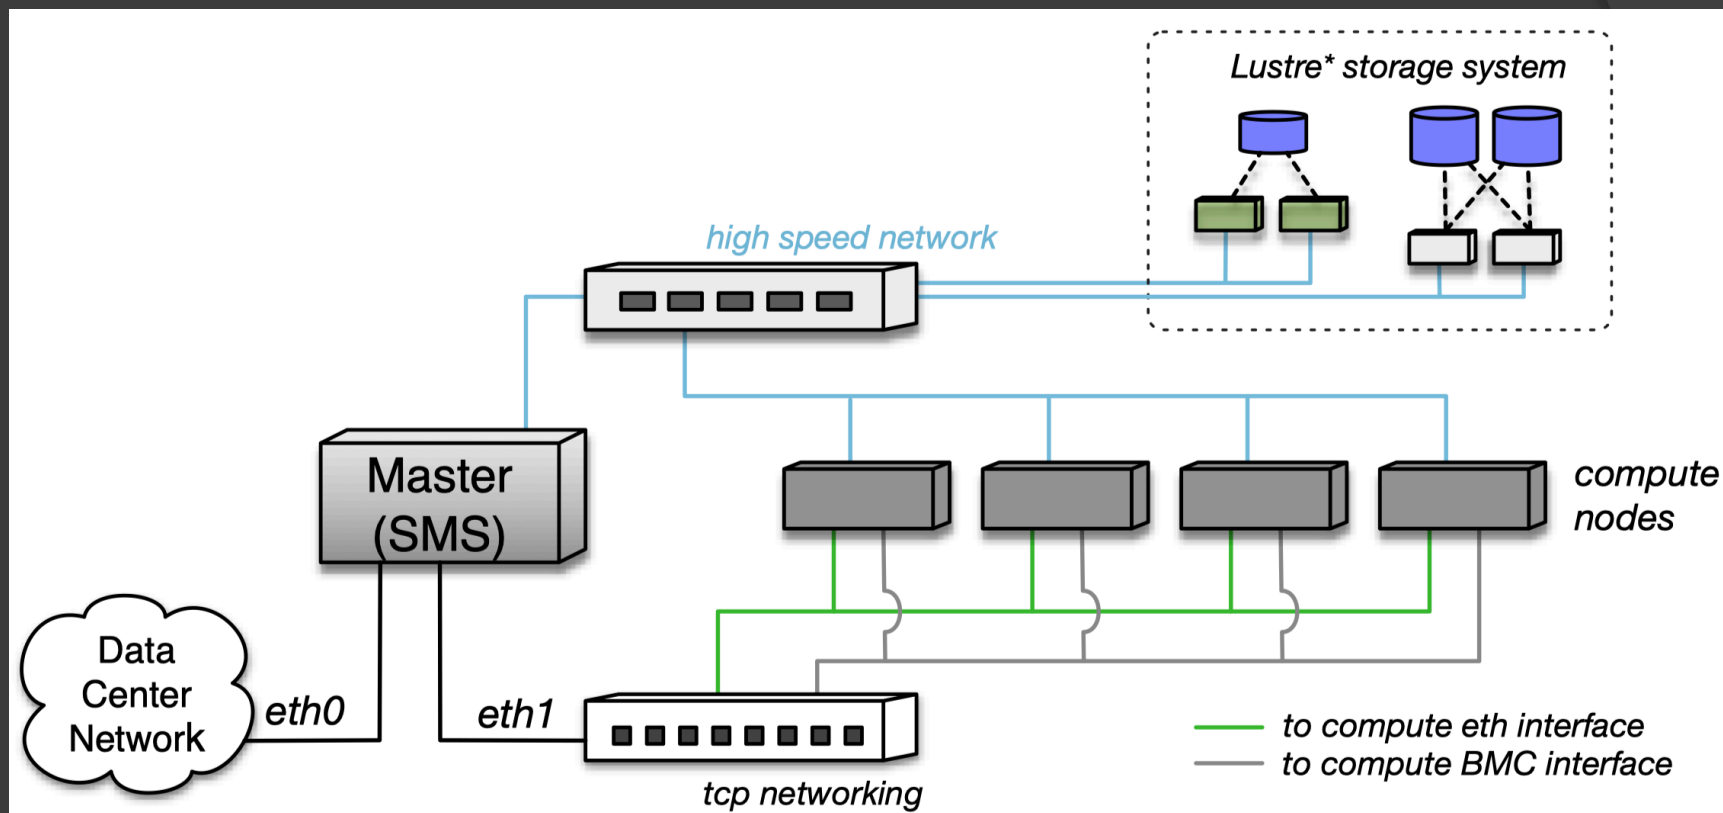 Lustre* storage system
high speed network
Master
(SMS)
compute
nodes
Data
Center
Network
eth0
eth1
to compute eth interface
to compute BMC interface
tcp networking